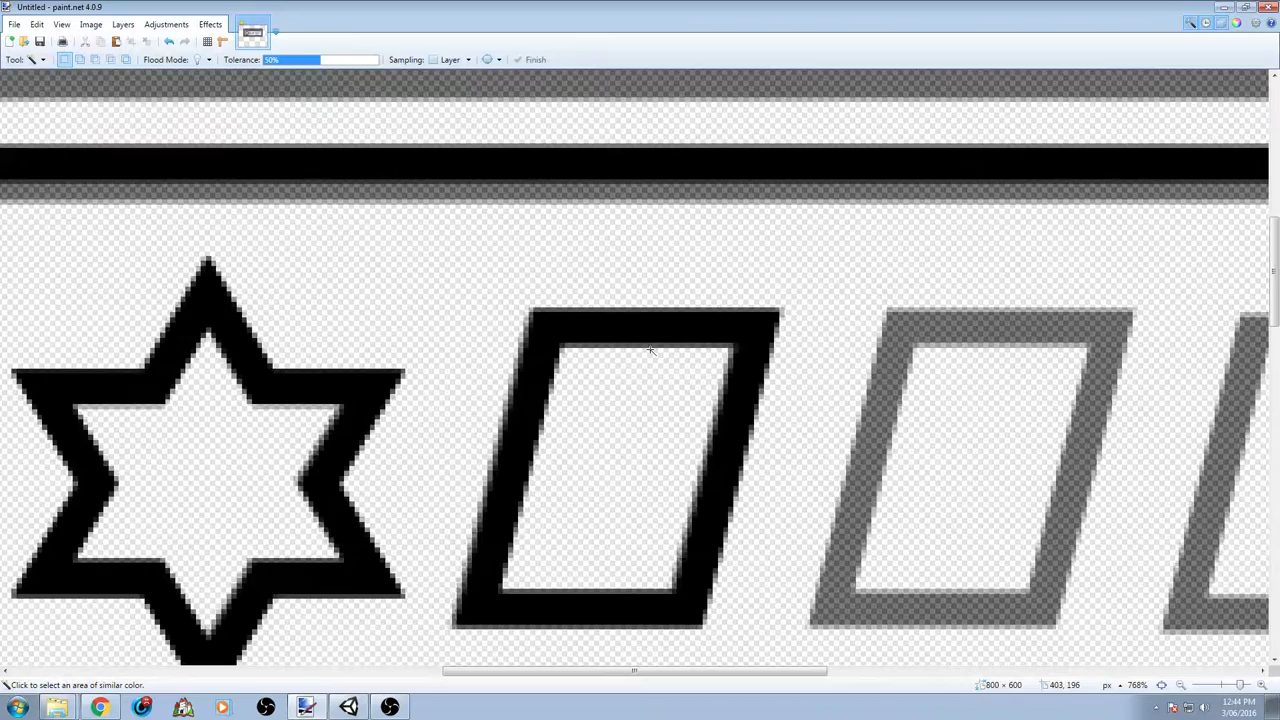 Untitled - paint.net 4.0.9
File Edit View Image Layers Adjustments Effects
Tool: Flood Mode: Tolerance: 50% Sampling: Layer Finish
Click to select an area of similar color. 800 × 600 403, 196 px 768%
12:44 PM
3/06/2016